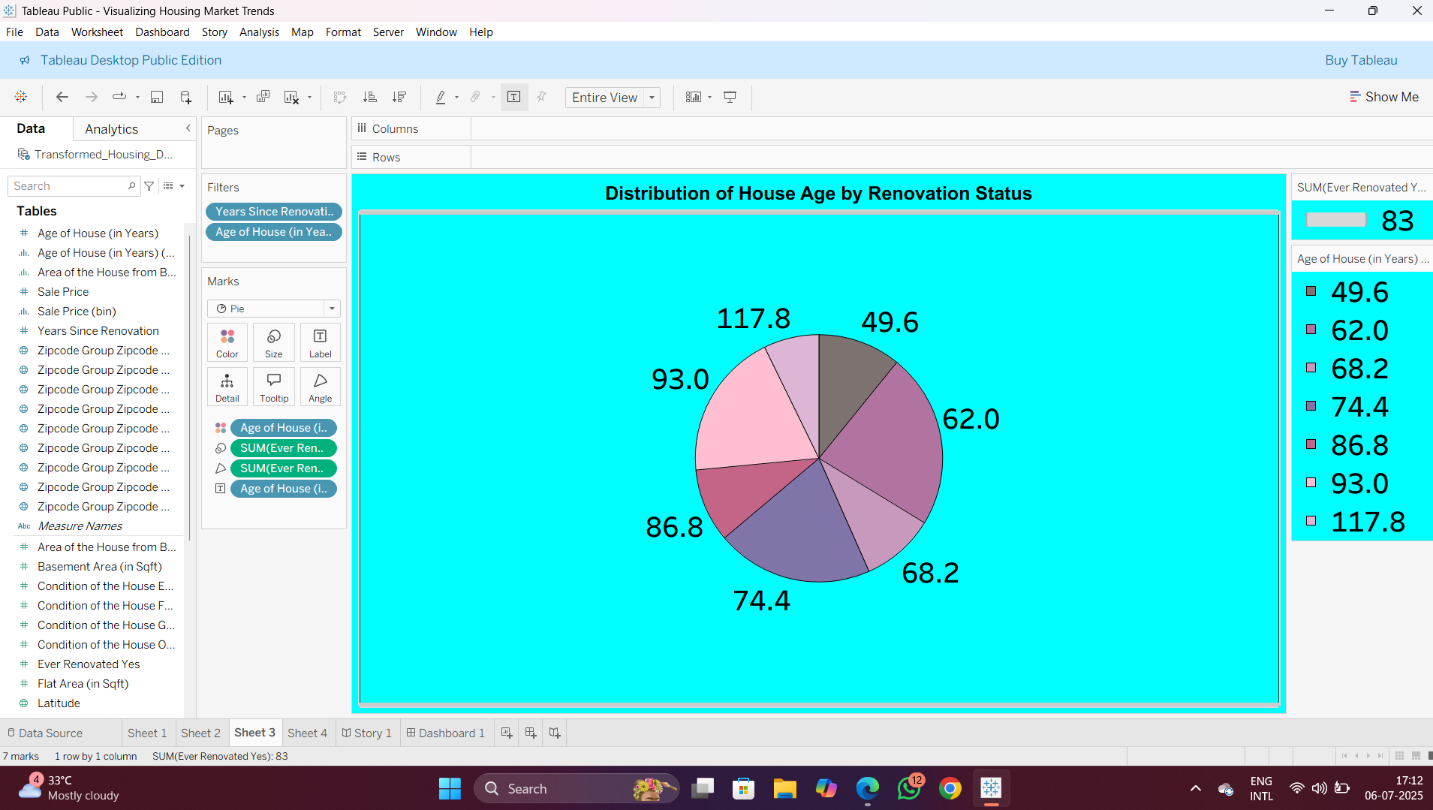 Tableau Public - Visualizing Housing Market Trends
File Data Worksheet Dashboard Story Analysis Map Format Server Window Help
Tableau Desktop Public Edition
Buy Tableau
Entire View
Show Me
Data
Analytics
Transformed_Housing_D...
Search
Tables
Age of House (in Years)
Age of House (in Years) (...
Area of the House from B...
Sale Price
Sale Price (bin)
Years Since Renovation
Zipcode Group Zipcode ...
Zipcode Group Zipcode ...
Zipcode Group Zipcode ...
Zipcode Group Zipcode ...
Zipcode Group Zipcode ...
Zipcode Group Zipcode ...
Zipcode Group Zipcode ...
Zipcode Group Zipcode ...
Zipcode Group Zipcode ...
Abc Measure Names
Area of the House from B...
Basement Area (in Sqft)
Condition of the House E...
Condition of the House F...
Condition of the House G...
Condition of the House O...
Ever Renovated Yes
Flat Area (in Sqft)
Latitude
Pages
Filters
Years Since Renovati..
Age of House (in Yea..
Marks
Pie
Color Size Label
Detail Tooltip Angle
Age of House (i..
SUM(Ever Ren..
SUM(Ever Ren..
Age of House (i..
Columns
Rows
Distribution of House Age by Renovation Status
117.8
49.6
93.0
62.0
86.8
68.2
74.4
SUM(Ever Renovated Y...
83
Age of House (in Years) ...
49.6
62.0
68.2
74.4
86.8
93.0
117.8
Data Source Sheet 1 Sheet 2 Sheet 3 Sheet 4 Story 1 Dashboard 1
7 marks 1 row by 1 column SUM(Ever Renovated Yes): 83
4
33°C
Mostly cloudy
Search
12
ENG
INTL
17:12
06-07-2025